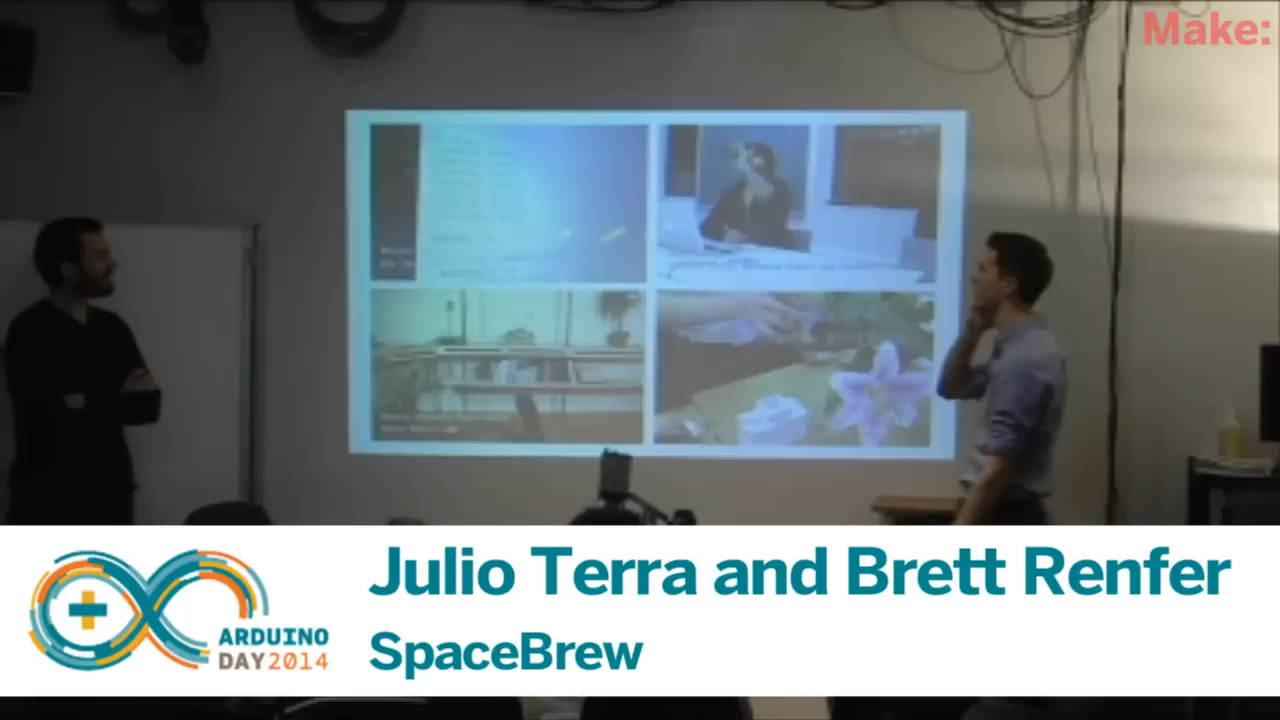 Make:
Julio Terra and Brett Renfer
SpaceBrew
ARDUINO
DAY2014